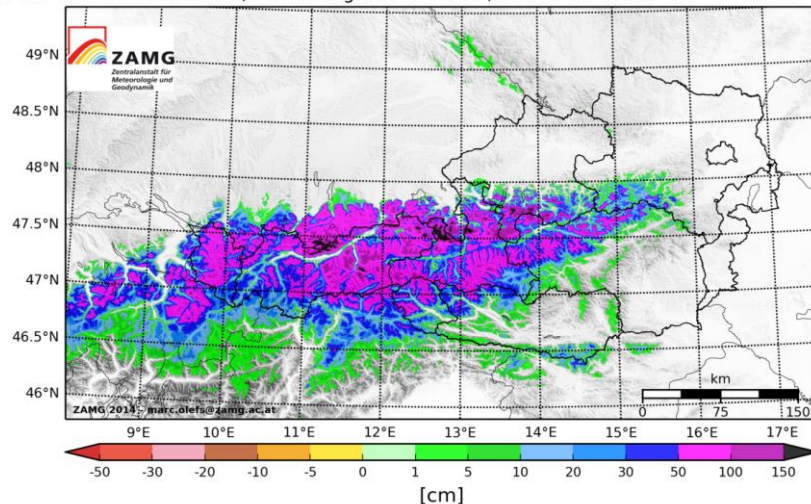 ZAMG
Zentralanstalt für
Meteorologie und
Geodynamik
49°N
48.5°N
48°N
47.5°N
47°N
46.5°N
46°N
km
0 75 150
ZAMG 2014 - marc.olefs@zamg.ac.at
9°E 10°E 11°E 12°E 13°E 14°E 15°E 16°E 17°E
-50 -30 -20 -10 -5 0 1 5 10 20 30 50 100 150
[cm]